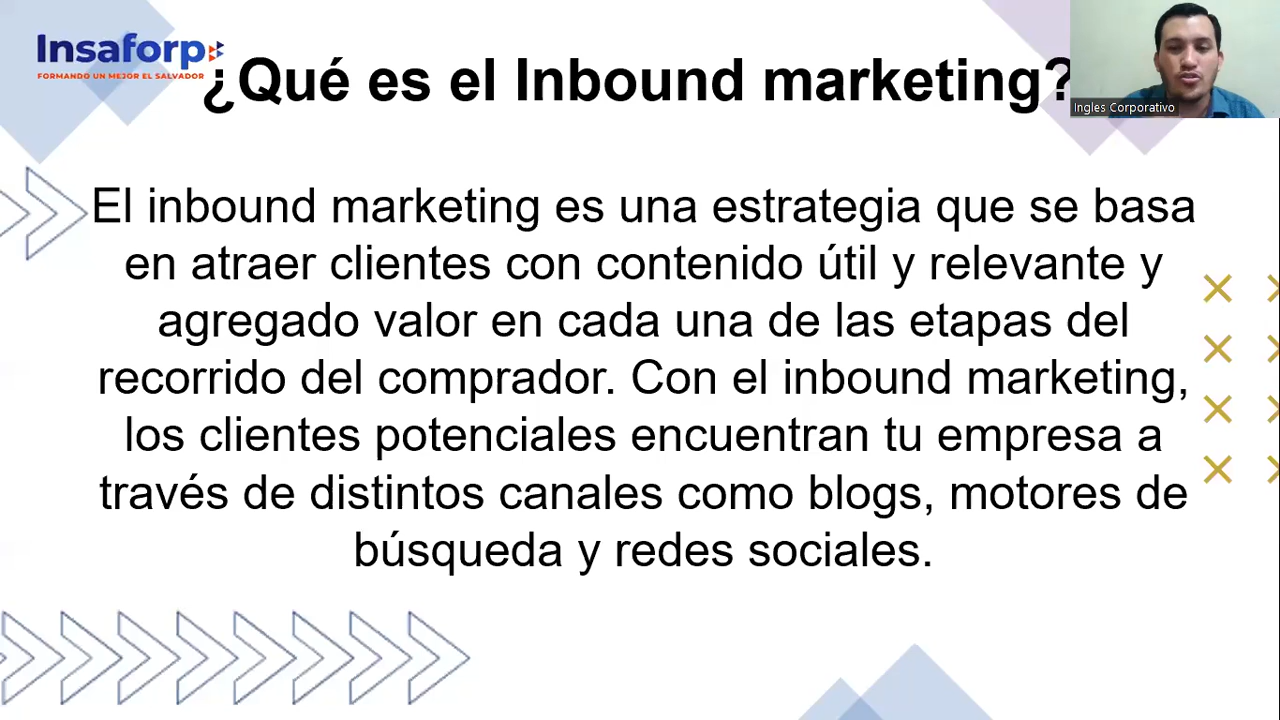 Insaforp
FORMANDO UN MEJOR EL SALVADOR
¿Qué es el Inbound marketing?
Ingles Corporativo
El inbound marketing es una estrategia que se basa
en atraer clientes con contenido útil y relevante y
agregado valor en cada una de las etapas del
recorrido del comprador. Con el inbound marketing,
los clientes potenciales encuentran tu empresa a
través de distintos canales como blogs, motores de
búsqueda y redes sociales.